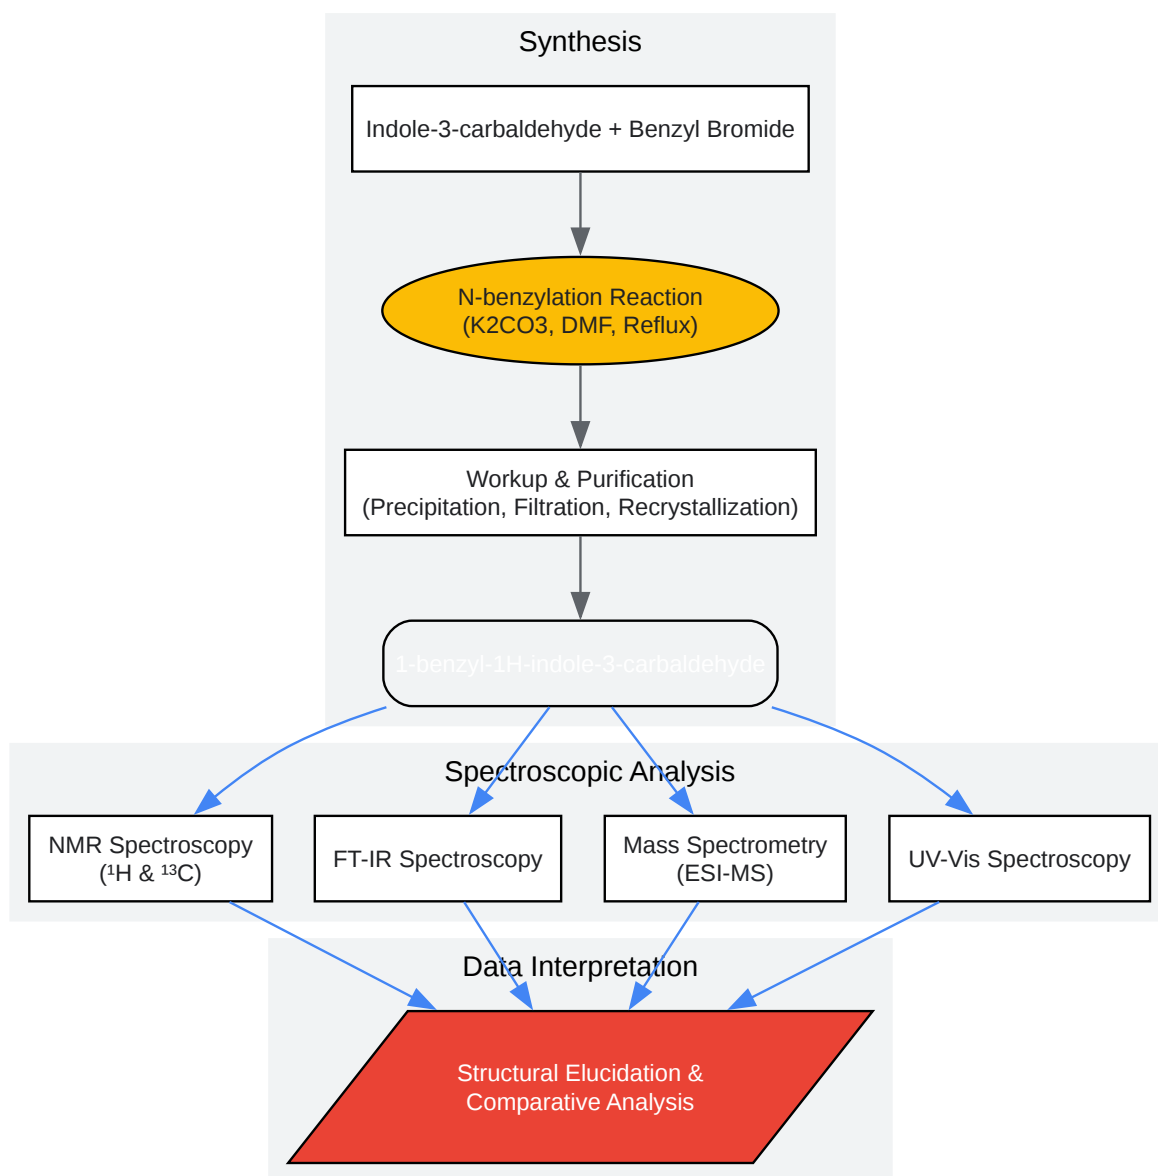 Synthesis
Indole-3-carbaldehyde + Benzyl Bromide
N-benzylation Reaction
(K2CO3, DMF, Reflux)
Workup & Purification
(Precipitation, Filtration, Recrystallization)
1-benzyl-1H-indole-3-carbaldehyde
Spectroscopic Analysis
NMR Spectroscopy
(¹H & ¹³C)
FT-IR Spectroscopy
Mass Spectrometry
(ESI-MS)
UV-Vis Spectroscopy
Data Interpretation
Structural Elucidation &
Comparative Analysis